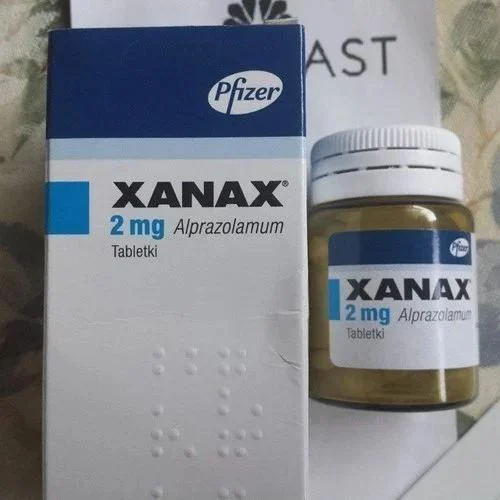 AST
Pfizer
XANAX®
2 mg Alprazolamum
Tabletki
Pfizer
XANAX®
2 mg Alprazolamum
Tabletki